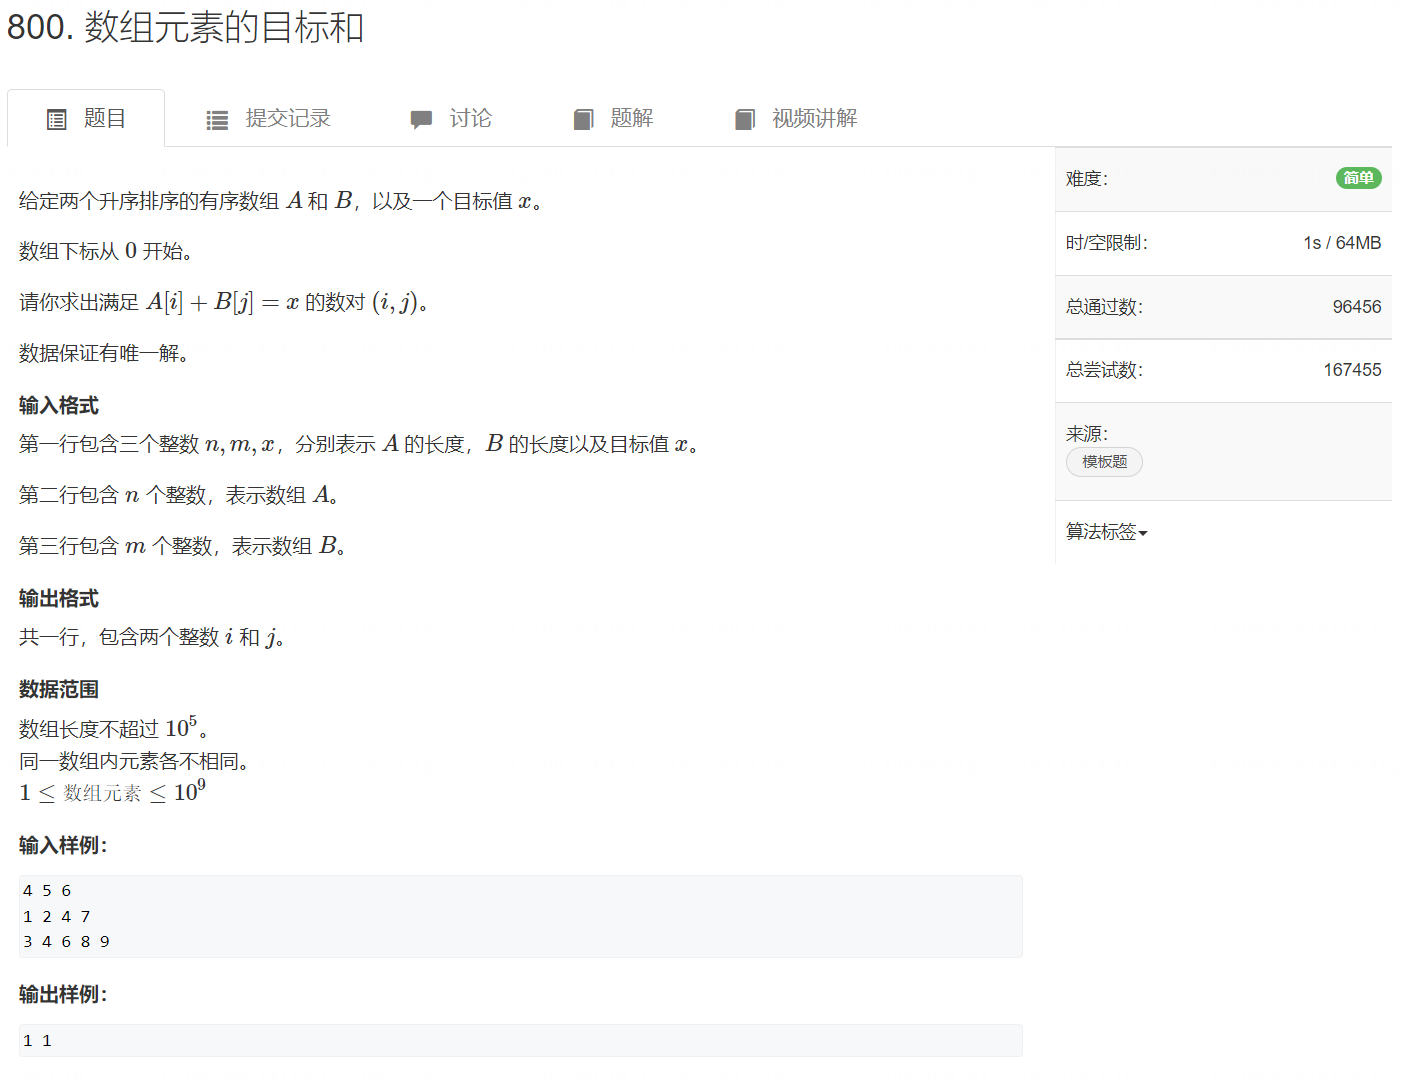 800. 数组元素的目标和
题目 提交记录 讨论 题解 视频讲解
给定两个升序排序的有序数组 A 和 B，以及一个目标值 x。
数组下标从 0 开始。
请你求出满足 A[i] + B[j] = x 的数对 (i, j)。
数据保证有唯一解。
输入格式
第一行包含三个整数 n, m, x，分别表示 A 的长度，B 的长度以及目标值 x。
第二行包含 n 个整数，表示数组 A。
第三行包含 m 个整数，表示数组 B。
输出格式
共一行，包含两个整数 i 和 j。
数据范围
数组长度不超过 10^5。
同一数组内元素各不相同。
1 ≤ 数组元素 ≤ 10^9
输入样例：
4 5 6
1 2 4 7
3 4 6 8 9
输出样例：
1 1
难度： 简单
时/空限制： 1s / 64MB
总通过数： 96456
总尝试数： 167455
来源：
模板题
算法标签